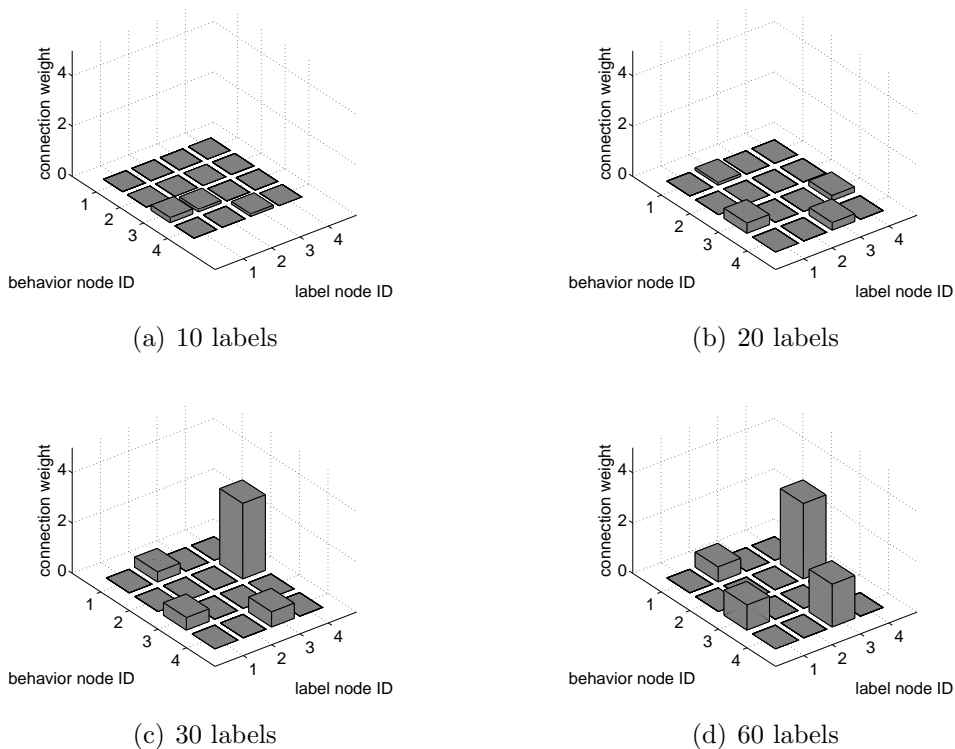 connection weight
4
2
0
1
2
3
4
1
2
3
4
behavior node ID
label node ID
(a) 10 labels
connection weight
4
2
0
1
2
3
4
1
2
3
4
behavior node ID
label node ID
(b) 20 labels
connection weight
4
2
0
1
2
3
4
1
2
3
4
behavior node ID
label node ID
(c) 30 labels
connection weight
4
2
0
1
2
3
4
1
2
3
4
behavior node ID
label node ID
(d) 60 labels